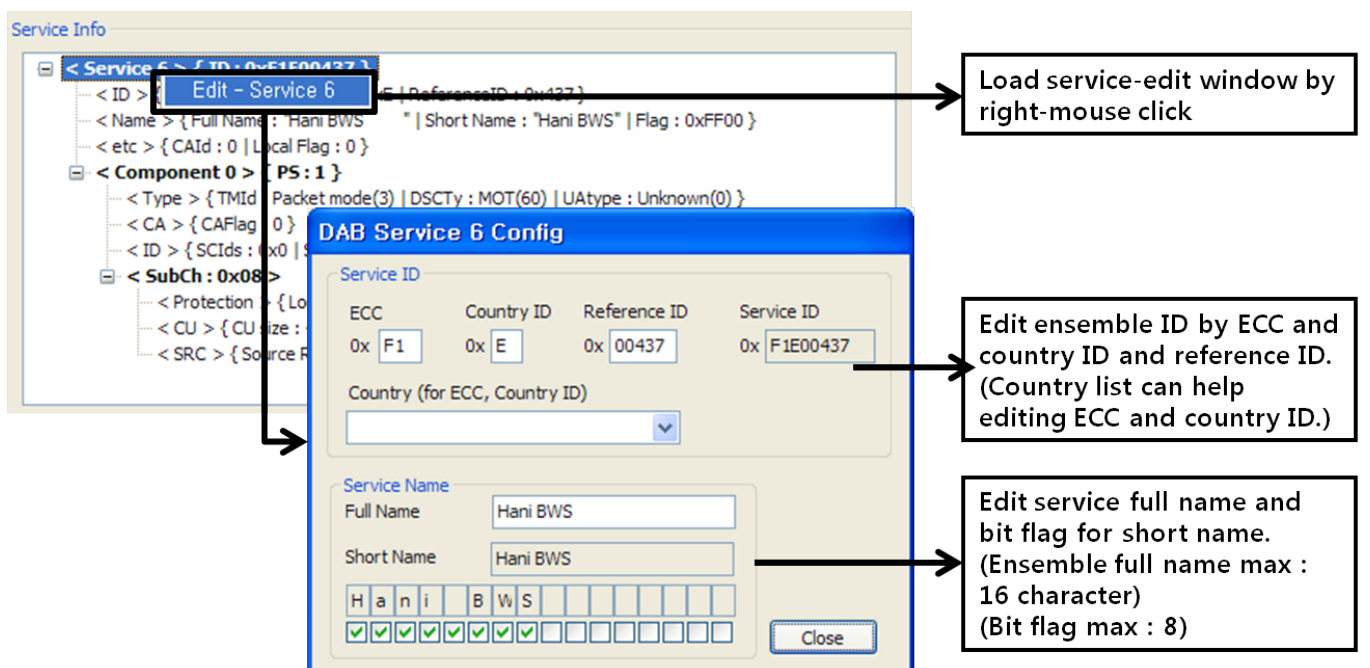 Service Info
< Service 6 > { ID : 0xF1E00437 }
Edit - Service 6
< ID > { xE | ReferenceID : 0x437 }
< Name > { Full Name : "Hani BWS " | Short Name : "Hani BWS" | Flag : 0xFF00 }
< etc > { CAId : 0 | Local Flag : 0 }
< Component 0 > { PS : 1 }
< Type > { TMId : Packet mode(3) | DSCTy : MOT(60) | UAtype : Unknown(0) }
< CA > { CAFlag : 0 }
< ID > { SCIds : 0x0 | S
< SubCh : 0x08 >
< Protection > { Lo
< CU > { CU size :
< SRC > { Source R
Load service-edit window by
right-mouse click
DAB Service 6 Config
Service ID
ECC Country ID Reference ID Service ID
0x F1 0x E 0x 00437 0x F1E00437
Country (for ECC, Country ID)
Edit ensemble ID by ECC and
country ID and reference ID.
(Country list can help
editing ECC and country ID.)
Service Name
Full Name Hani BWS
Short Name Hani BWS
H a n i B W S
Close
Edit service full name and
bit flag for short name.
(Ensemble full name max :
16 character)
(Bit flag max : 8)